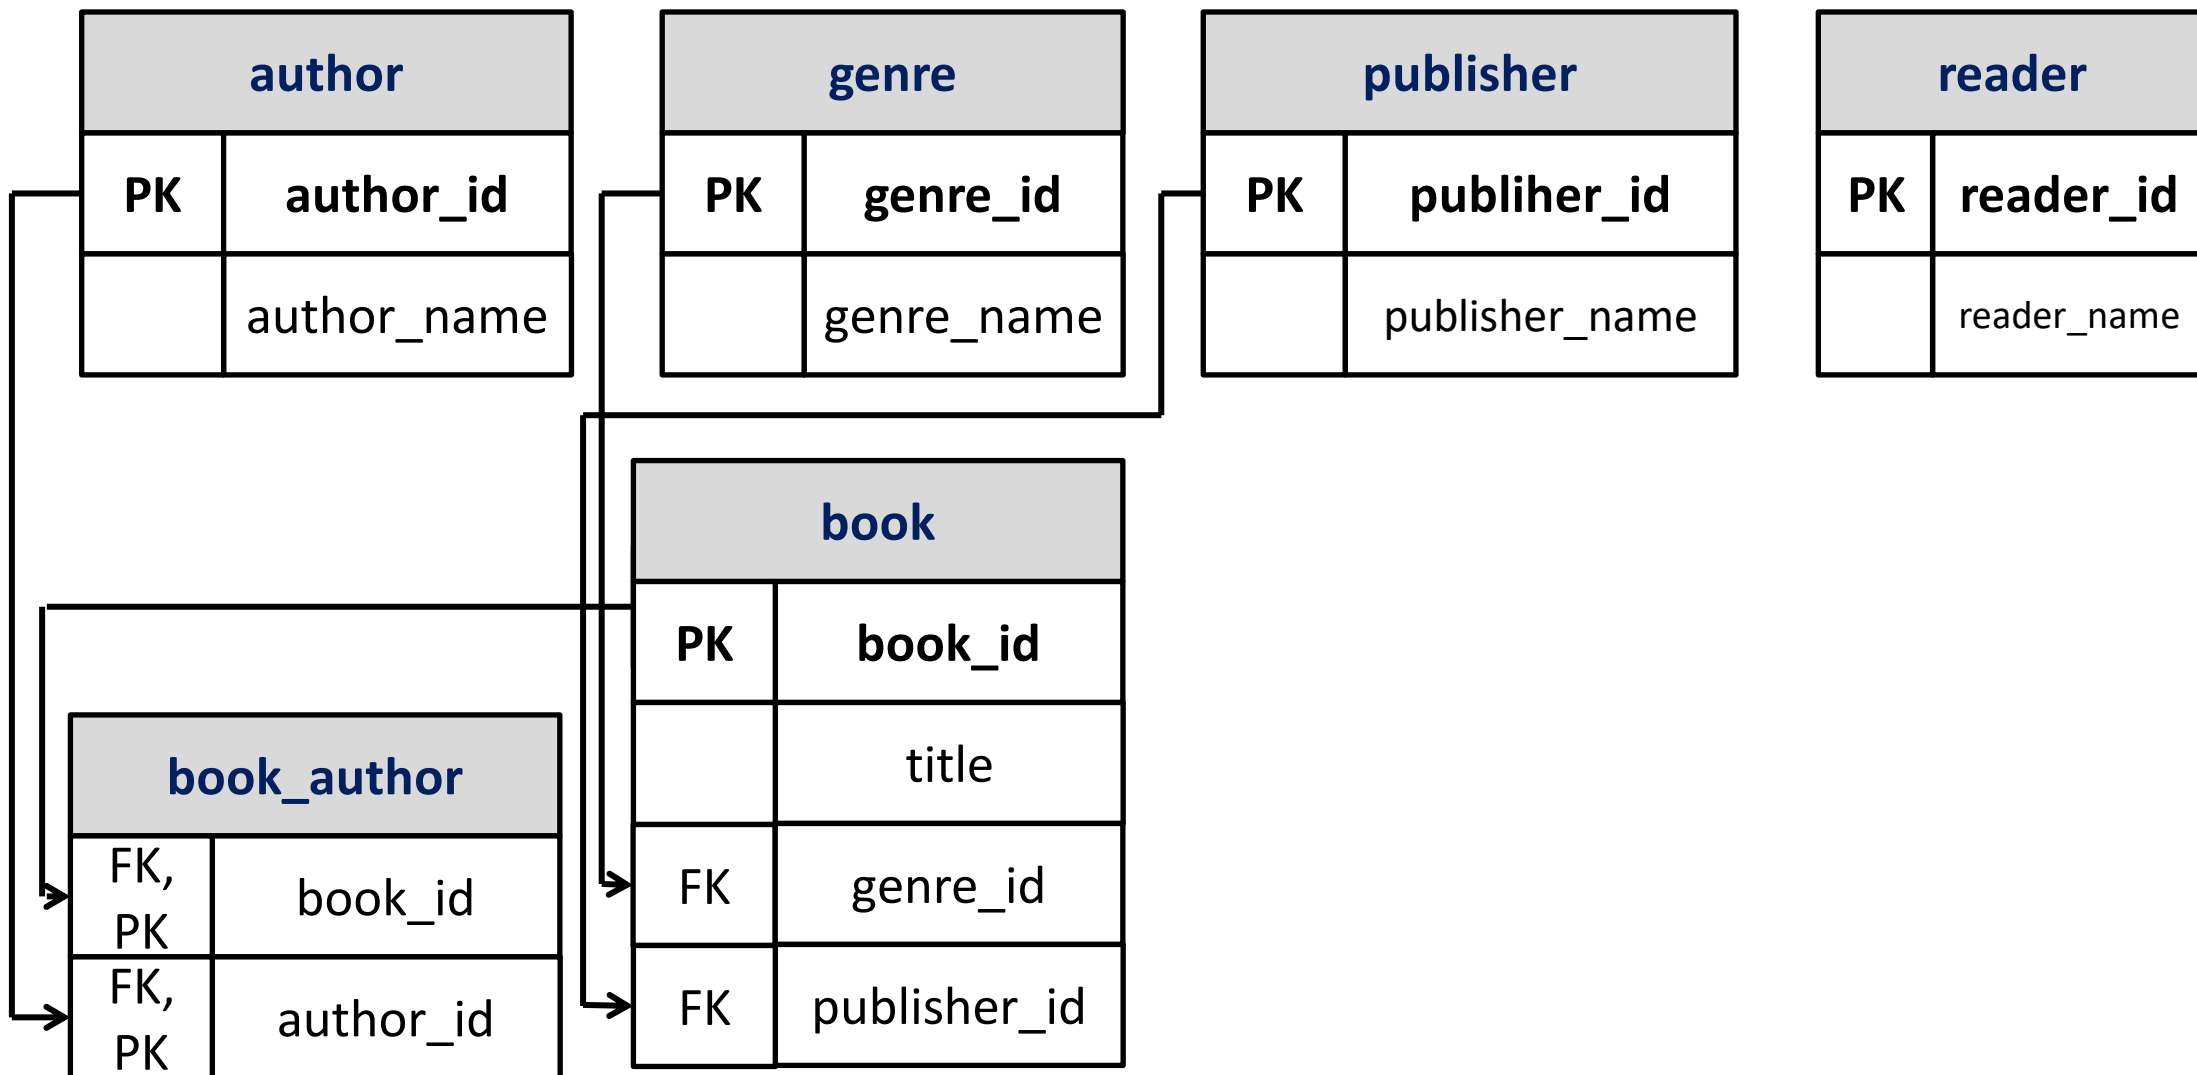 author
PK author_id
author_name
genre
PK genre_id
genre_name
publisher
PK publiher_id
publisher_name
reader
PK reader_id
reader_name
book
PK book_id
title
FK genre_id
FK publisher_id
book_author
FK,
PK
book_id
FK,
PK
author_id